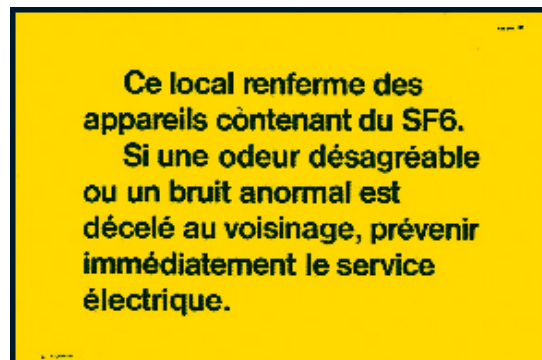 Ce local renferme des
appareils contenant du SF6.
Si une odeur désagréable
ou un bruit anormal est
décelé au voisinage, prévenir
immédiatement le service
électrique.